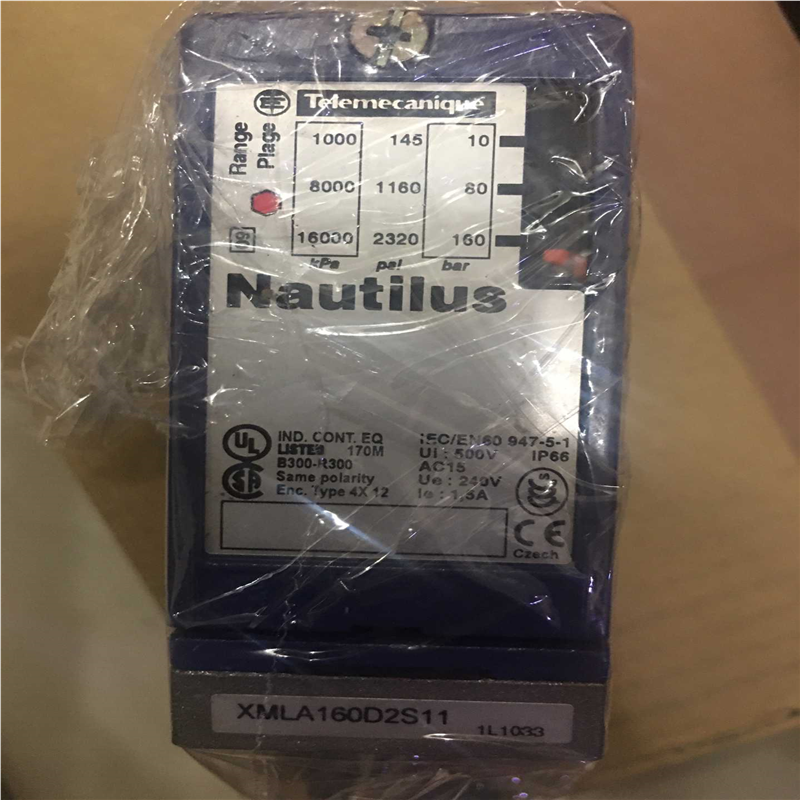 Telemecanique
Range
Plage
1000 145 10
8000 1160 80
16000 2320 160
kPa psi bar
Nautilus
UL
IND. CONT. EQ
LISTED 170M
B300-R300
Same polarity
Enc. Type 4X 12
IEC/EN60 947-5-1
Ui : 500V IP66
AC15
Ue : 240V
Ie : 1,5A
CE
Czech
XMLA160D2S11
1L1033